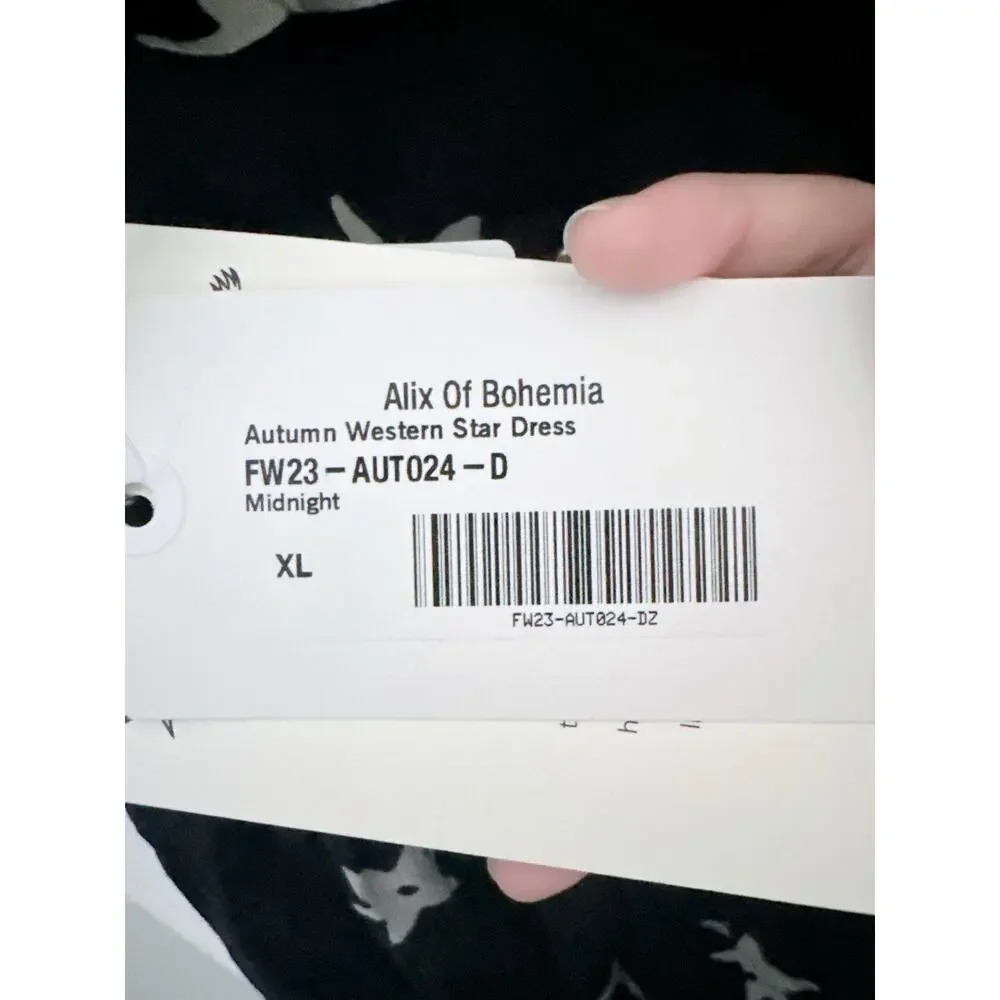 Alix Of Bohemia
Autumn Western Star Dress
FW23-AUT024-D
Midnight
XL
FW23-AUT024-DZ